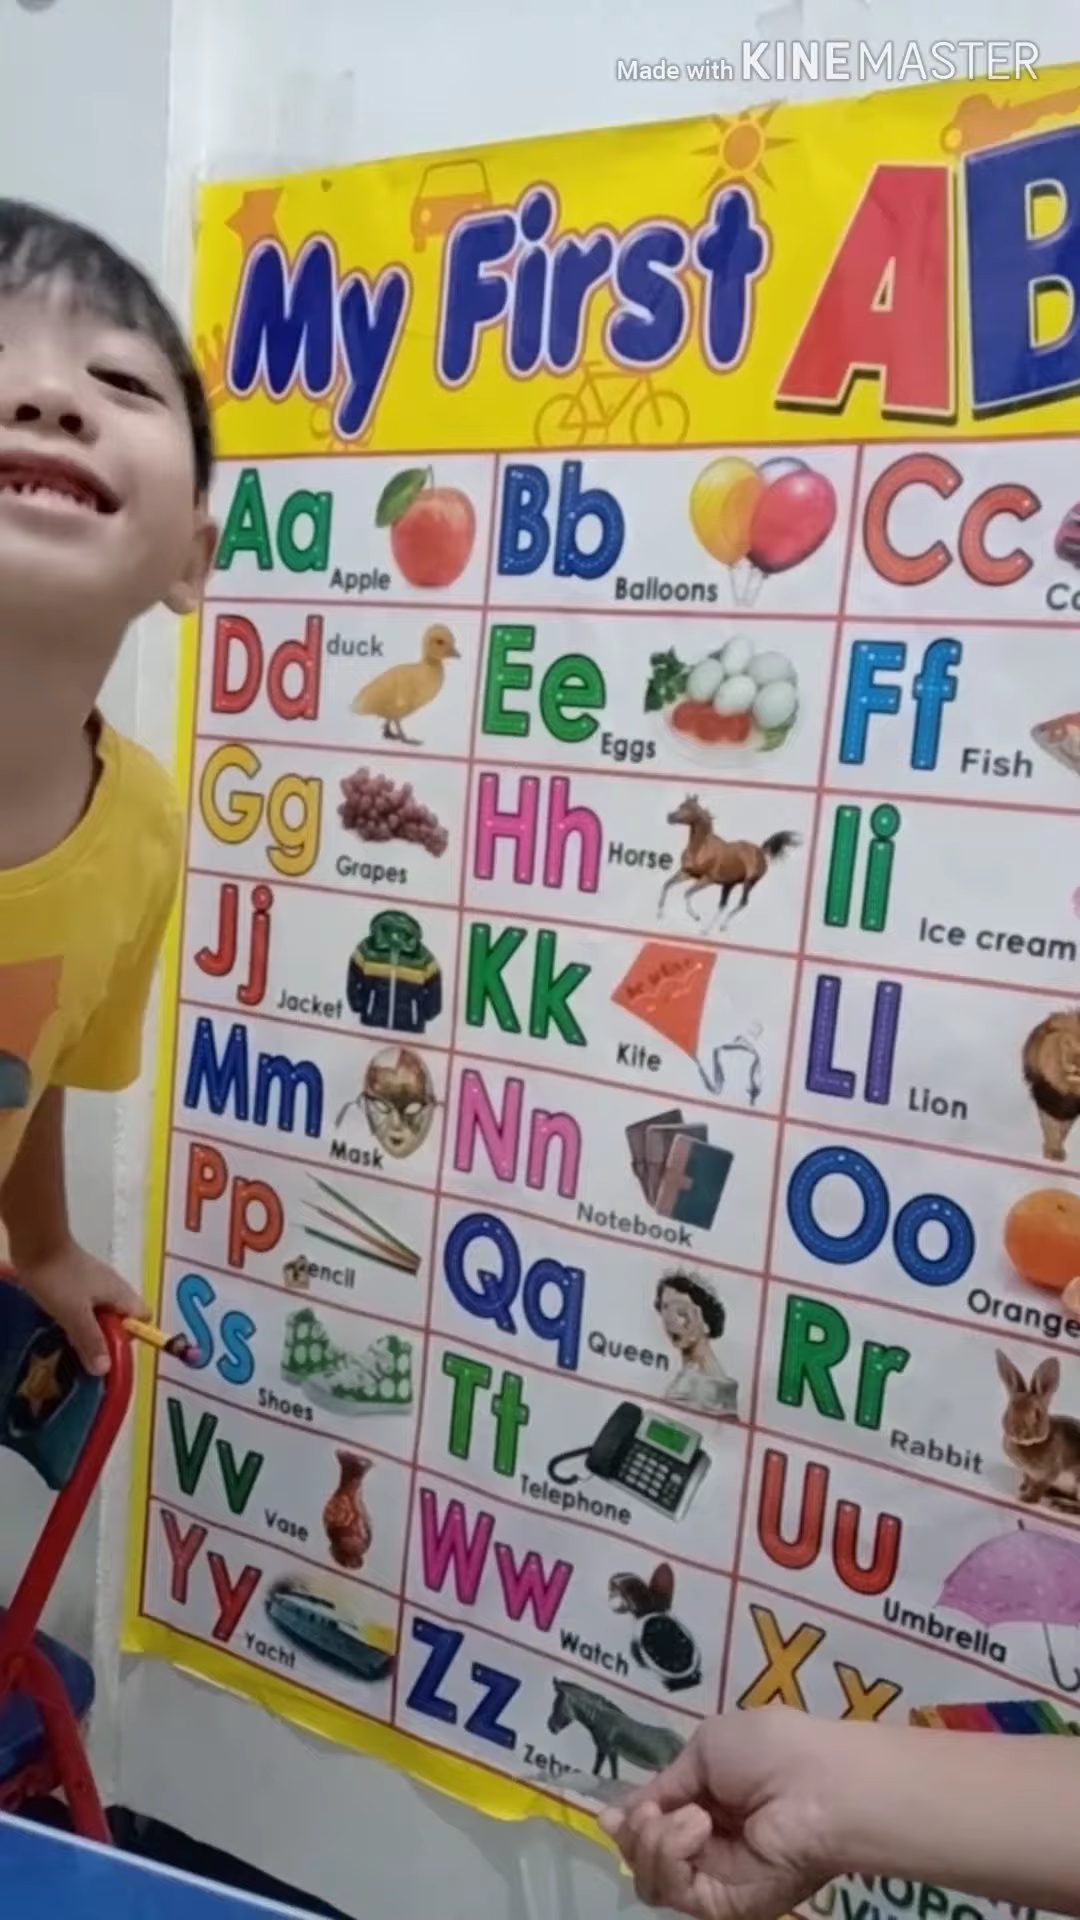 Made with KINEMASTER
My First AB
Aa Apple
Bb Balloons
Cc
Dd duck
Ee Eggs
Ff Fish
Gg Grapes
Hh Horse
Ii Ice cream
Jj Jacket
Kk Kite
Ll Lion
Mm Mask
Nn Notebook
Oo Orange
Pp encil
Qq Queen
Rr Rabbit
Ss Shoes
Tt Telephone
Uu Umbrella
Vv Vase
Ww Watch
Xx
Yy Yacht
Zz Zeb